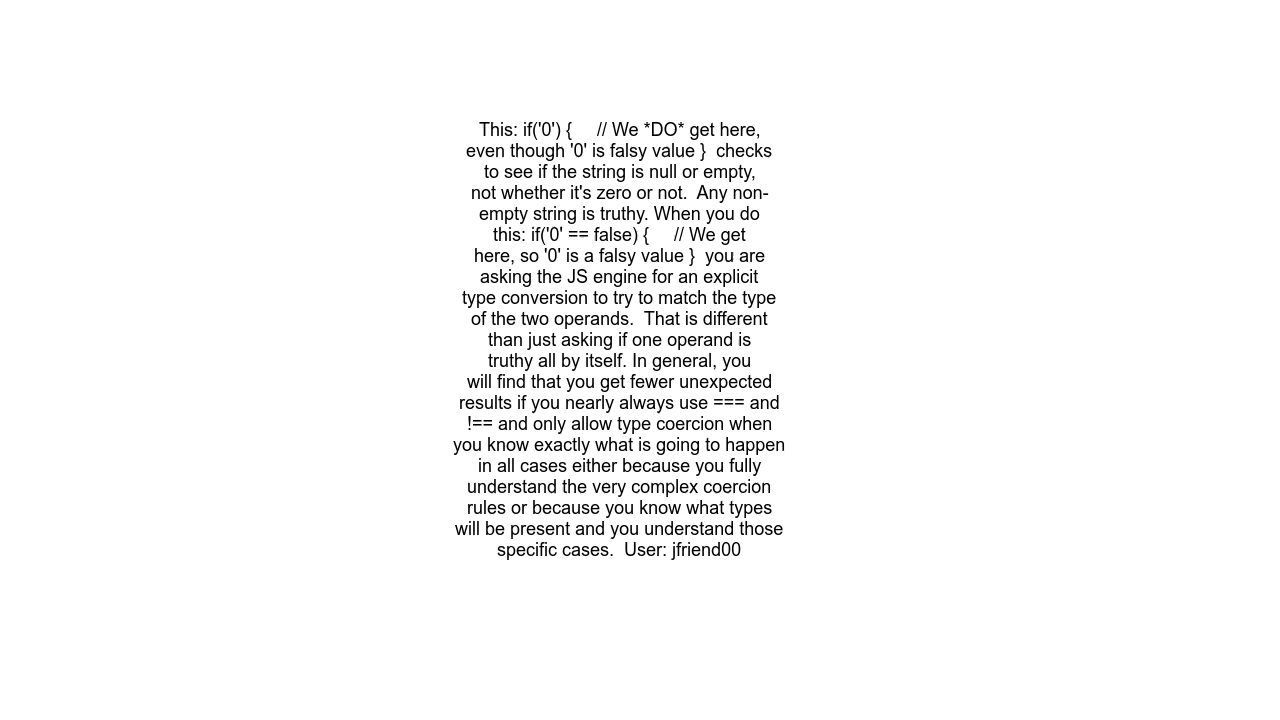 This: if('0') {     // We *DO* get here,
even though '0' is falsy value }  checks
to see if the string is null or empty,
not whether it's zero or not.  Any non-
empty string is truthy. When you do
this: if('0' == false) {     // We get
here, so '0' is a falsy value }  you are
asking the JS engine for an explicit
type conversion to try to match the type
of the two operands.  That is different
than just asking if one operand is
truthy all by itself. In general, you
will find that you get fewer unexpected
results if you nearly always use === and
!== and only allow type coercion when
you know exactly what is going to happen
in all cases either because you fully
understand the very complex coercion
rules or because you know what types
will be present and you understand those
specific cases.  User: jfriend00